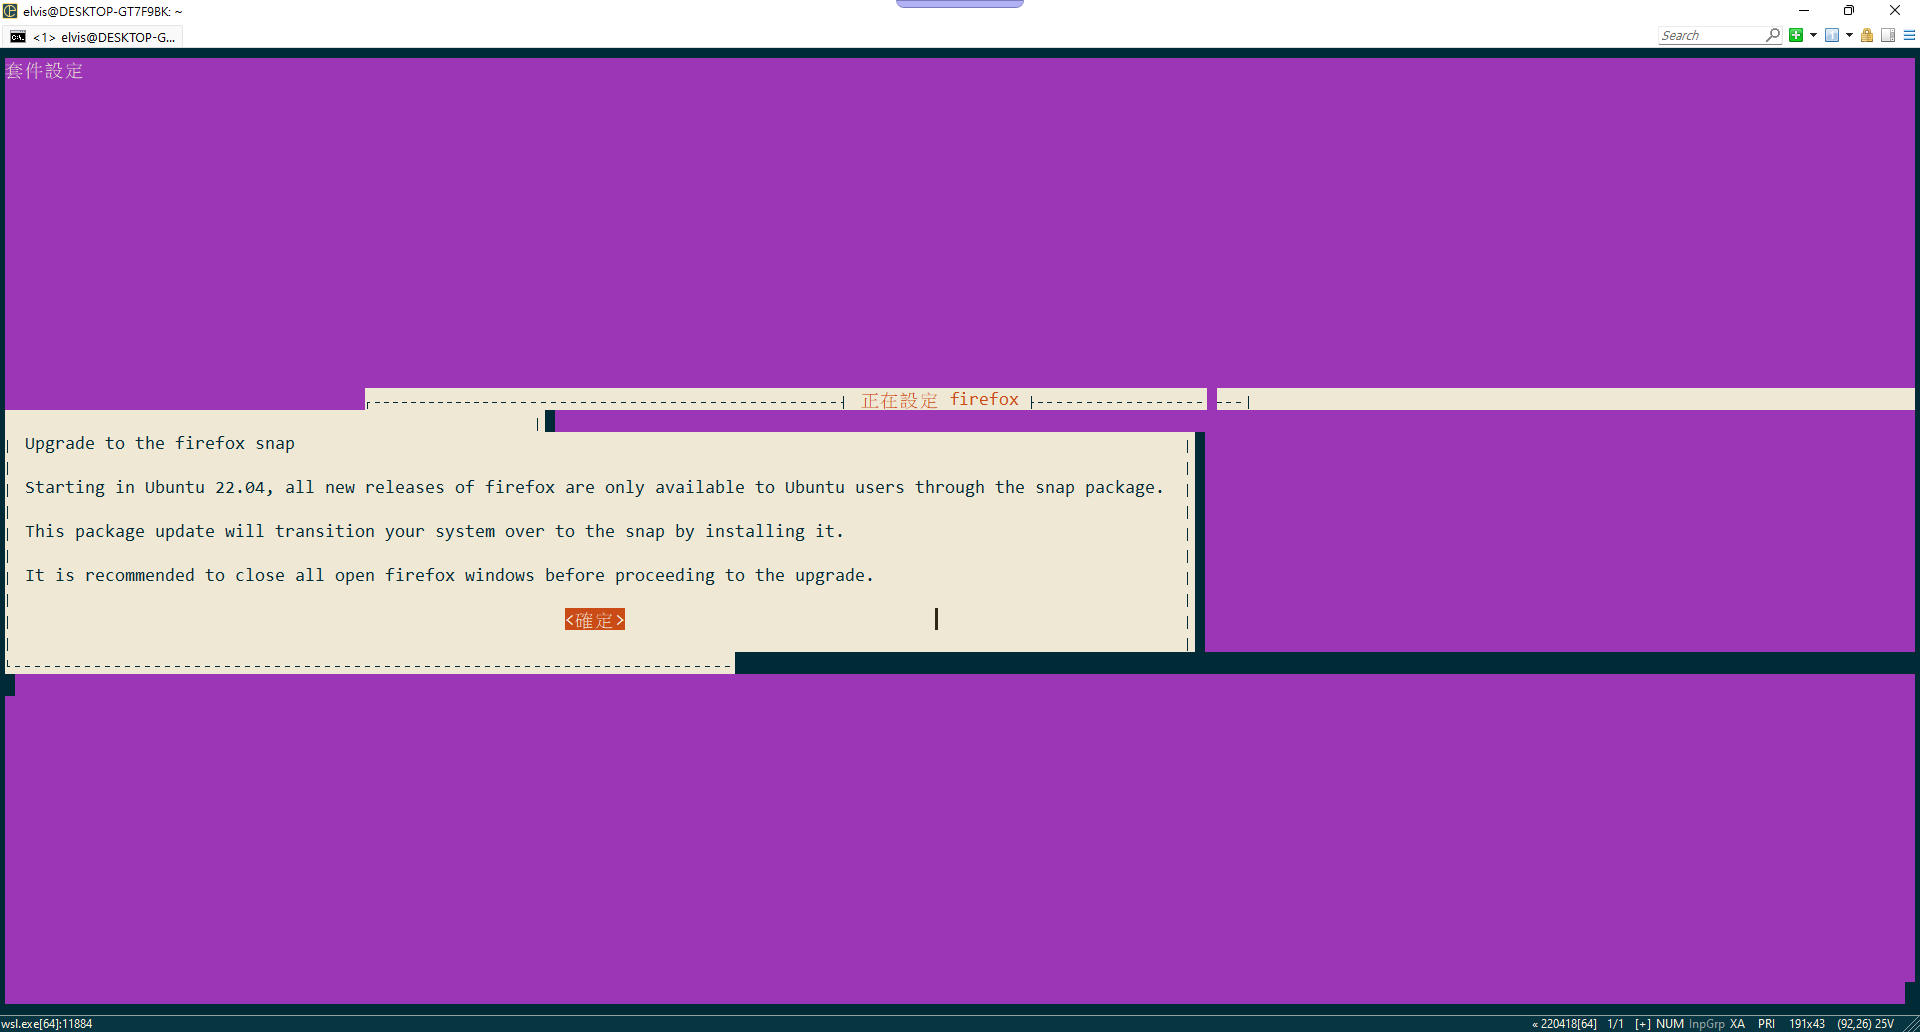 elvis@DESKTOP-GT7F9BK: ~
<1> elvis@DESKTOP-G...
Search
套件設定
正在設定 firefox
Upgrade to the firefox snap
Starting in Ubuntu 22.04, all new releases of firefox are only available to Ubuntu users through the snap package.
This package update will transition your system over to the snap by installing it.
It is recommended to close all open firefox windows before proceeding to the upgrade.
<確定>
wsl.exe[64]:11884
« 220418[64] 1/1 [+] NUM InpGrp XA PRI 191x43 (92,26) 25V